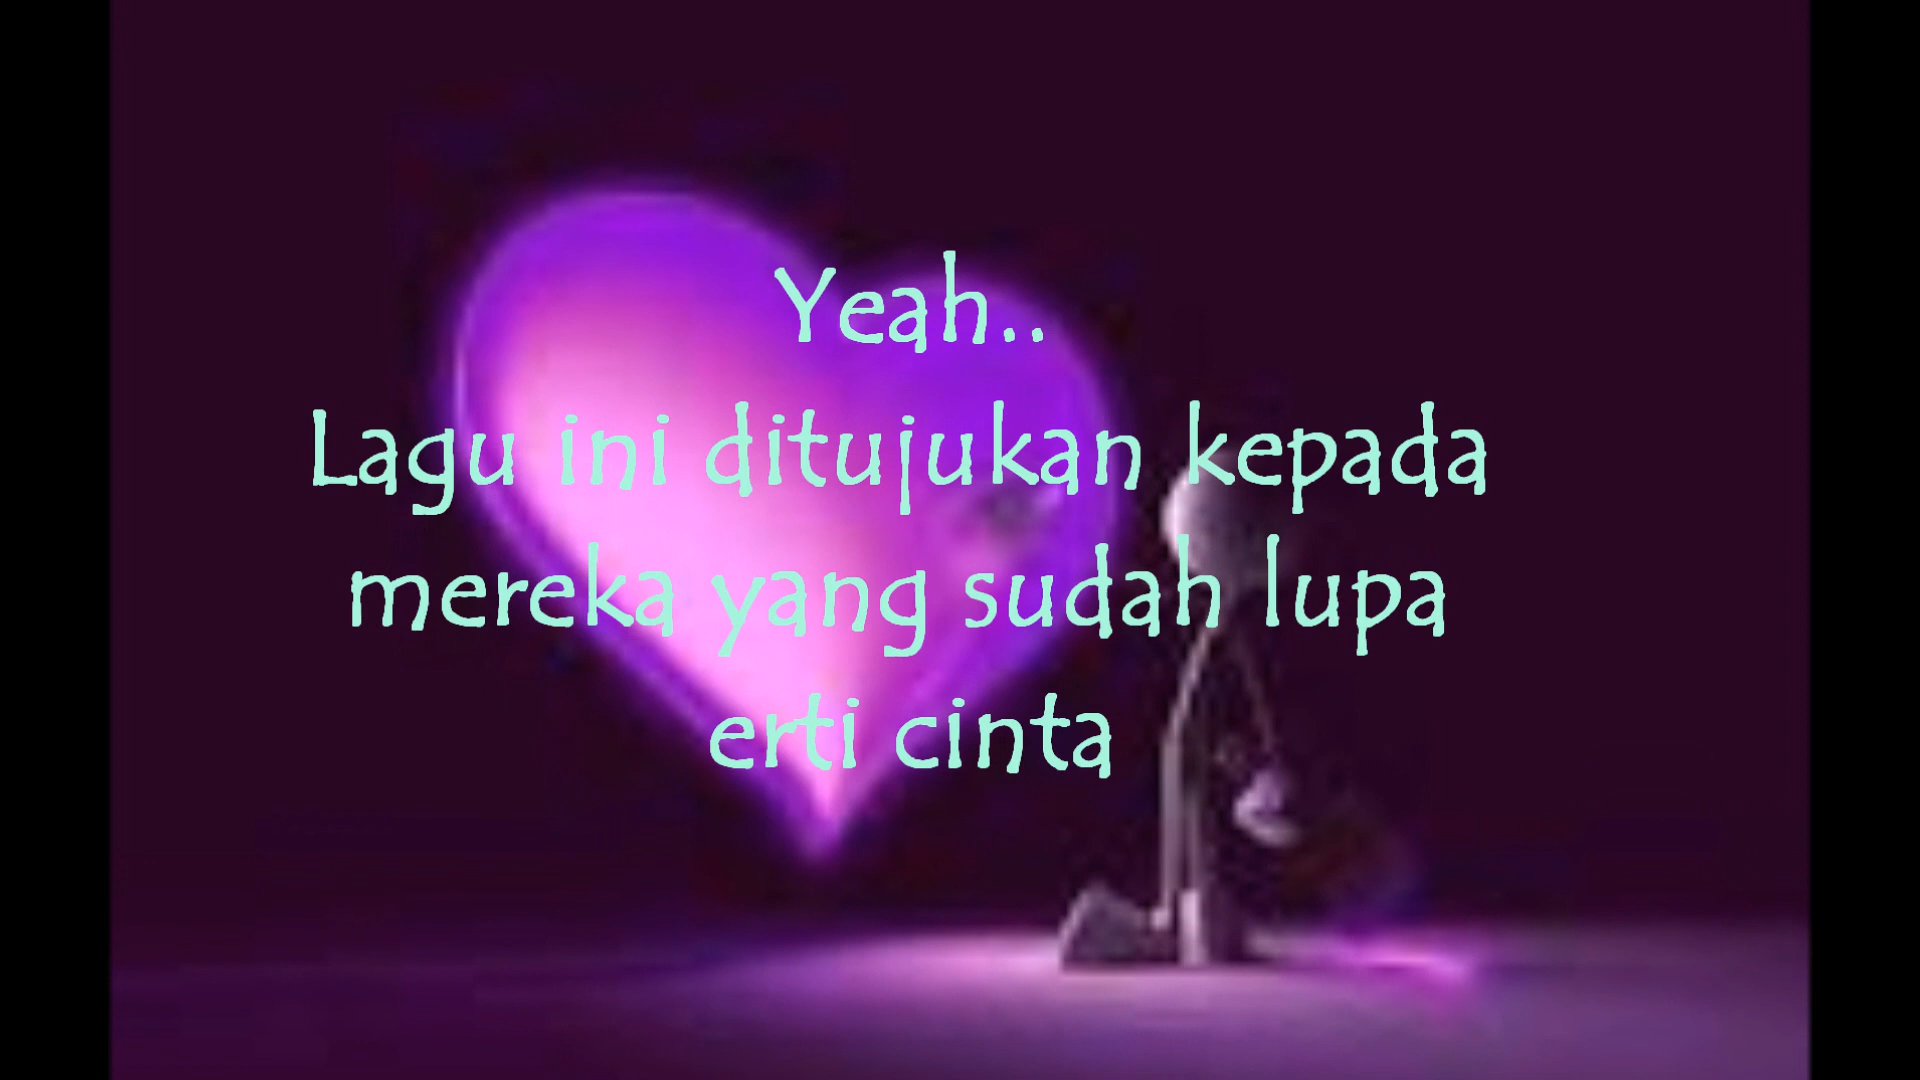 Yeah..
Lagu ini ditujukan kepada
mereka yang sudah lupa
erti cinta